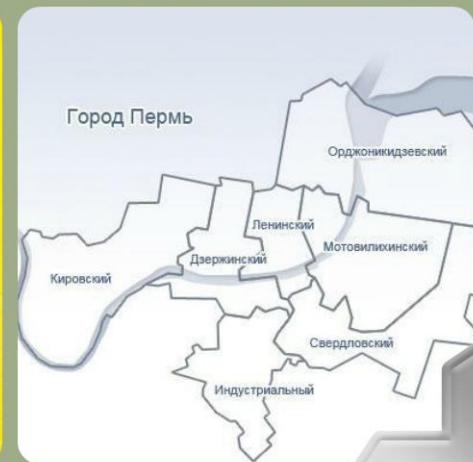 Город Пермь
Орджоникидзевский
Ленинский
Мотовилихинский
Дзержинский
Кировский
Свердловский
Индустриальный